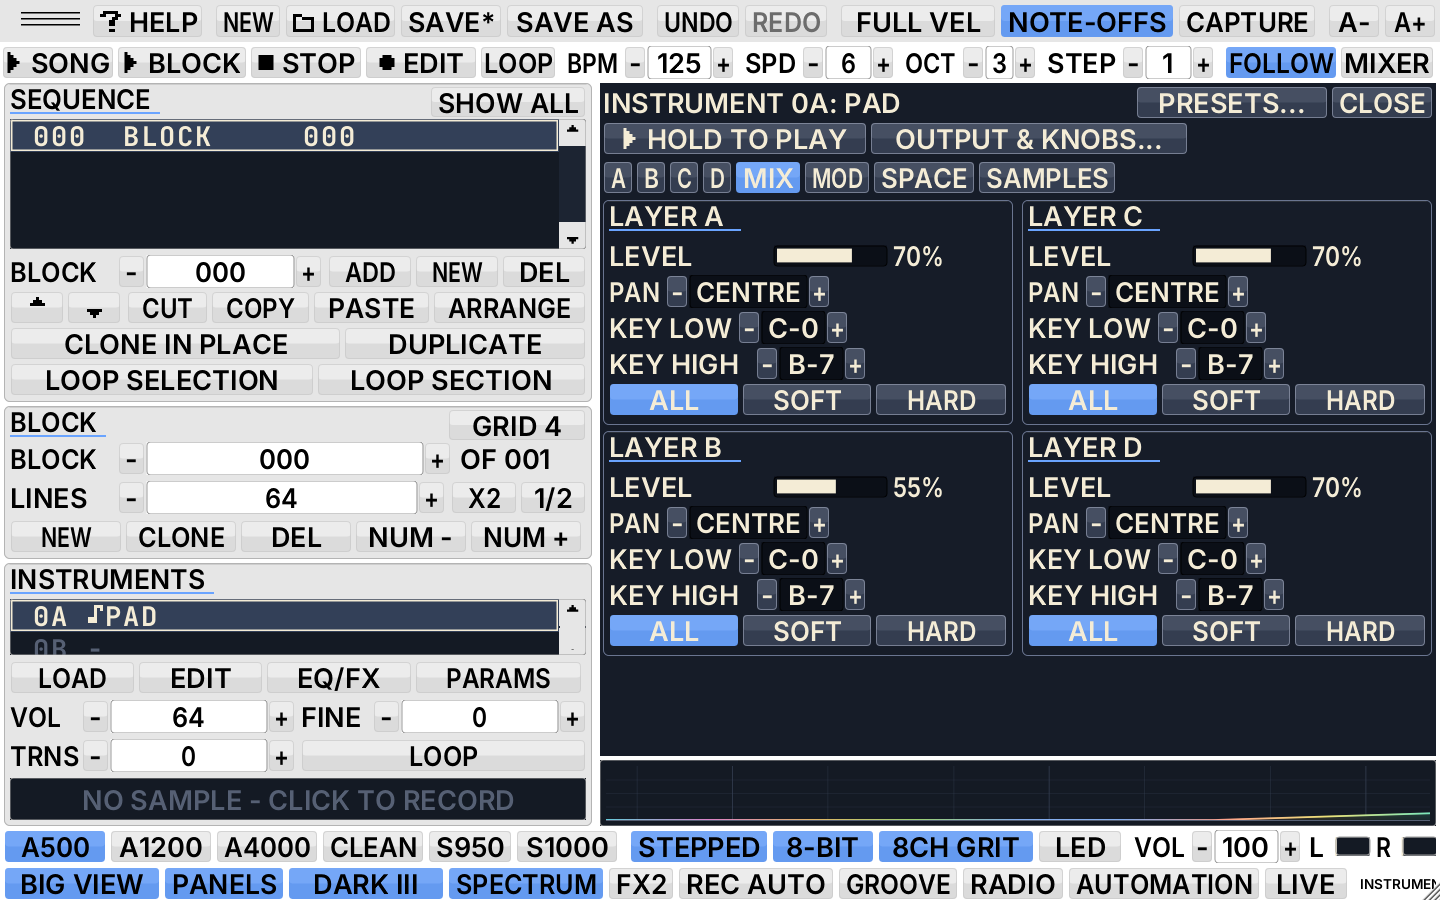 ? HELP NEW LOAD SAVE* SAVE AS UNDO REDO FULL VEL NOTE-OFFS CAPTURE A- A+
SONG BLOCK STOP EDIT LOOP BPM - 125 + SPD - 6 + OCT - 3 + STEP - 1 + FOLLOW MIXER
SEQUENCE SHOW ALL
000 BLOCK 000
BLOCK - 000 + ADD NEW DEL
CUT COPY PASTE ARRANGE
CLONE IN PLACE DUPLICATE
LOOP SELECTION LOOP SECTION
BLOCK GRID 4
BLOCK - 000 + OF 001
LINES - 64 + X2 1/2
NEW CLONE DEL NUM - NUM +
INSTRUMENTS
0A PAD
0B -
LOAD EDIT EQ/FX PARAMS
VOL - 64 + FINE - 0 +
TRNS - 0 + LOOP
NO SAMPLE - CLICK TO RECORD
INSTRUMENT 0A: PAD PRESETS... CLOSE
HOLD TO PLAY OUTPUT & KNOBS...
A B C D MIX MOD SPACE SAMPLES
LAYER A
LEVEL 70%
PAN - CENTRE +
KEY LOW - C-0 +
KEY HIGH - B-7 +
ALL SOFT HARD
LAYER C
LEVEL 70%
PAN - CENTRE +
KEY LOW - C-0 +
KEY HIGH - B-7 +
ALL SOFT HARD
LAYER B
LEVEL 55%
PAN - CENTRE +
KEY LOW - C-0 +
KEY HIGH - B-7 +
ALL SOFT HARD
LAYER D
LEVEL 70%
PAN - CENTRE +
KEY LOW - C-0 +
KEY HIGH - B-7 +
ALL SOFT HARD
A500 A1200 A4000 CLEAN S950 S1000 STEPPED 8-BIT 8CH GRIT LED VOL - 100 + L R
BIG VIEW PANELS DARK III SPECTRUM FX2 REC AUTO GROOVE RADIO AUTOMATION LIVE